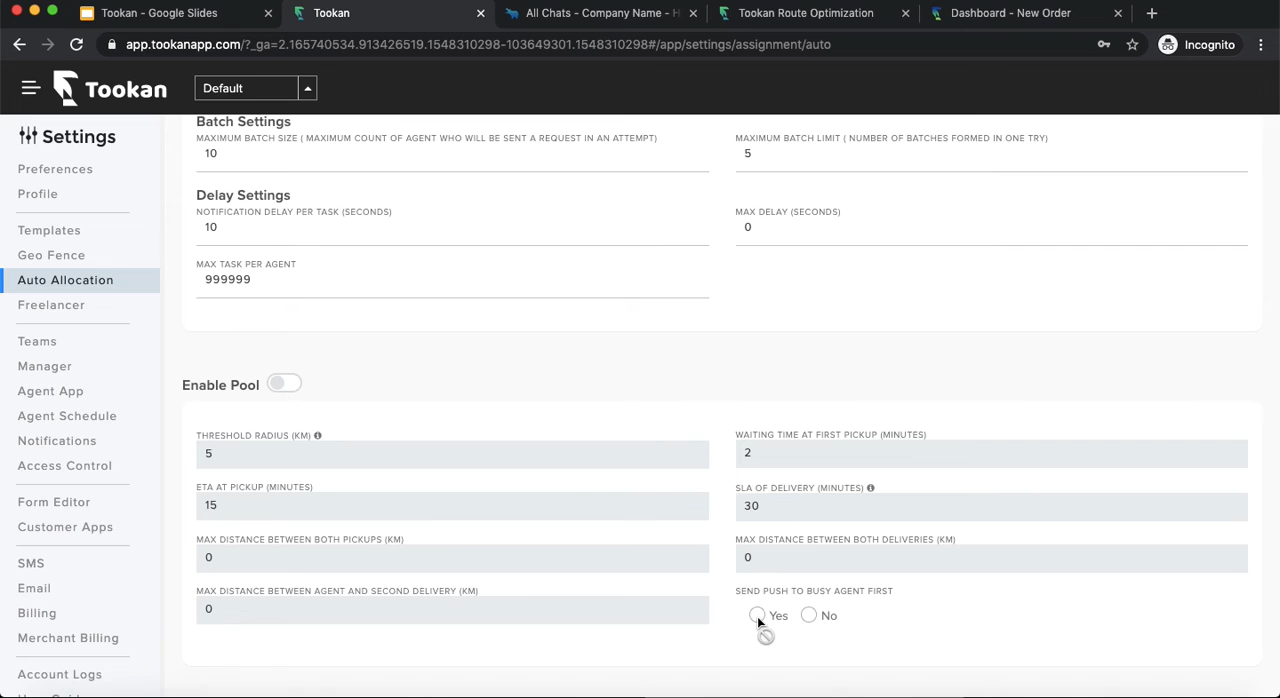 Tookan - Google Slides
Tookan
All Chats - Company Name - H
Tookan Route Optimization
Dashboard - New Order
app.tookanapp.com/?_ga=2.165740534.913426519.1548310298-103649301.1548310298#/app/settings/assignment/auto
Incognito
Tookan
Default
Settings
Preferences
Profile
Templates
Geo Fence
Auto Allocation
Freelancer
Teams
Manager
Agent App
Agent Schedule
Notifications
Access Control
Form Editor
Customer Apps
SMS
Email
Billing
Merchant Billing
Account Logs
Batch Settings
MAXIMUM BATCH SIZE ( MAXIMUM COUNT OF AGENT WHO WILL BE SENT A REQUEST IN AN ATTEMPT)
10
MAXIMUM BATCH LIMIT ( NUMBER OF BATCHES FORMED IN ONE TRY)
5
Delay Settings
NOTIFICATION DELAY PER TASK (SECONDS)
10
MAX DELAY (SECONDS)
0
MAX TASK PER AGENT
999999
Enable Pool
THRESHOLD RADIUS (KM)
5
WAITING TIME AT FIRST PICKUP (MINUTES)
2
ETA AT PICKUP (MINUTES)
15
SLA OF DELIVERY (MINUTES)
30
MAX DISTANCE BETWEEN BOTH PICKUPS (KM)
0
MAX DISTANCE BETWEEN BOTH DELIVERIES (KM)
0
MAX DISTANCE BETWEEN AGENT AND SECOND DELIVERY (KM)
0
SEND PUSH TO BUSY AGENT FIRST
Yes No